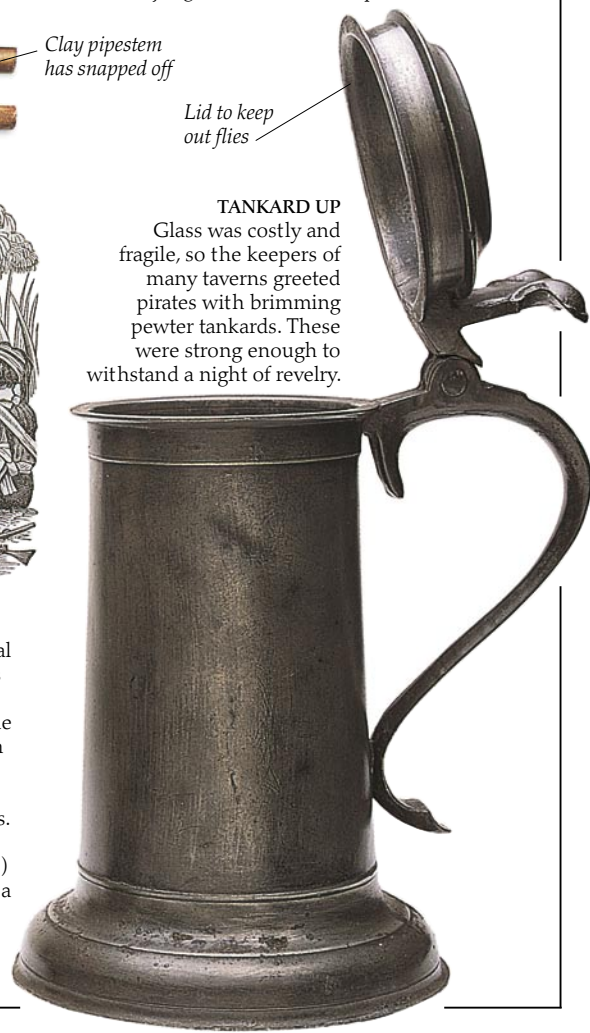 Clay pipestem
has snapped off
Lid to keep
out flies
TANKARD UP
Glass was costly and
fragile, so the keepers of
many taverns greeted
pirates with brimming
pewter tankards. These
were strong enough to
withstand a night of revelry.
s.
)
a